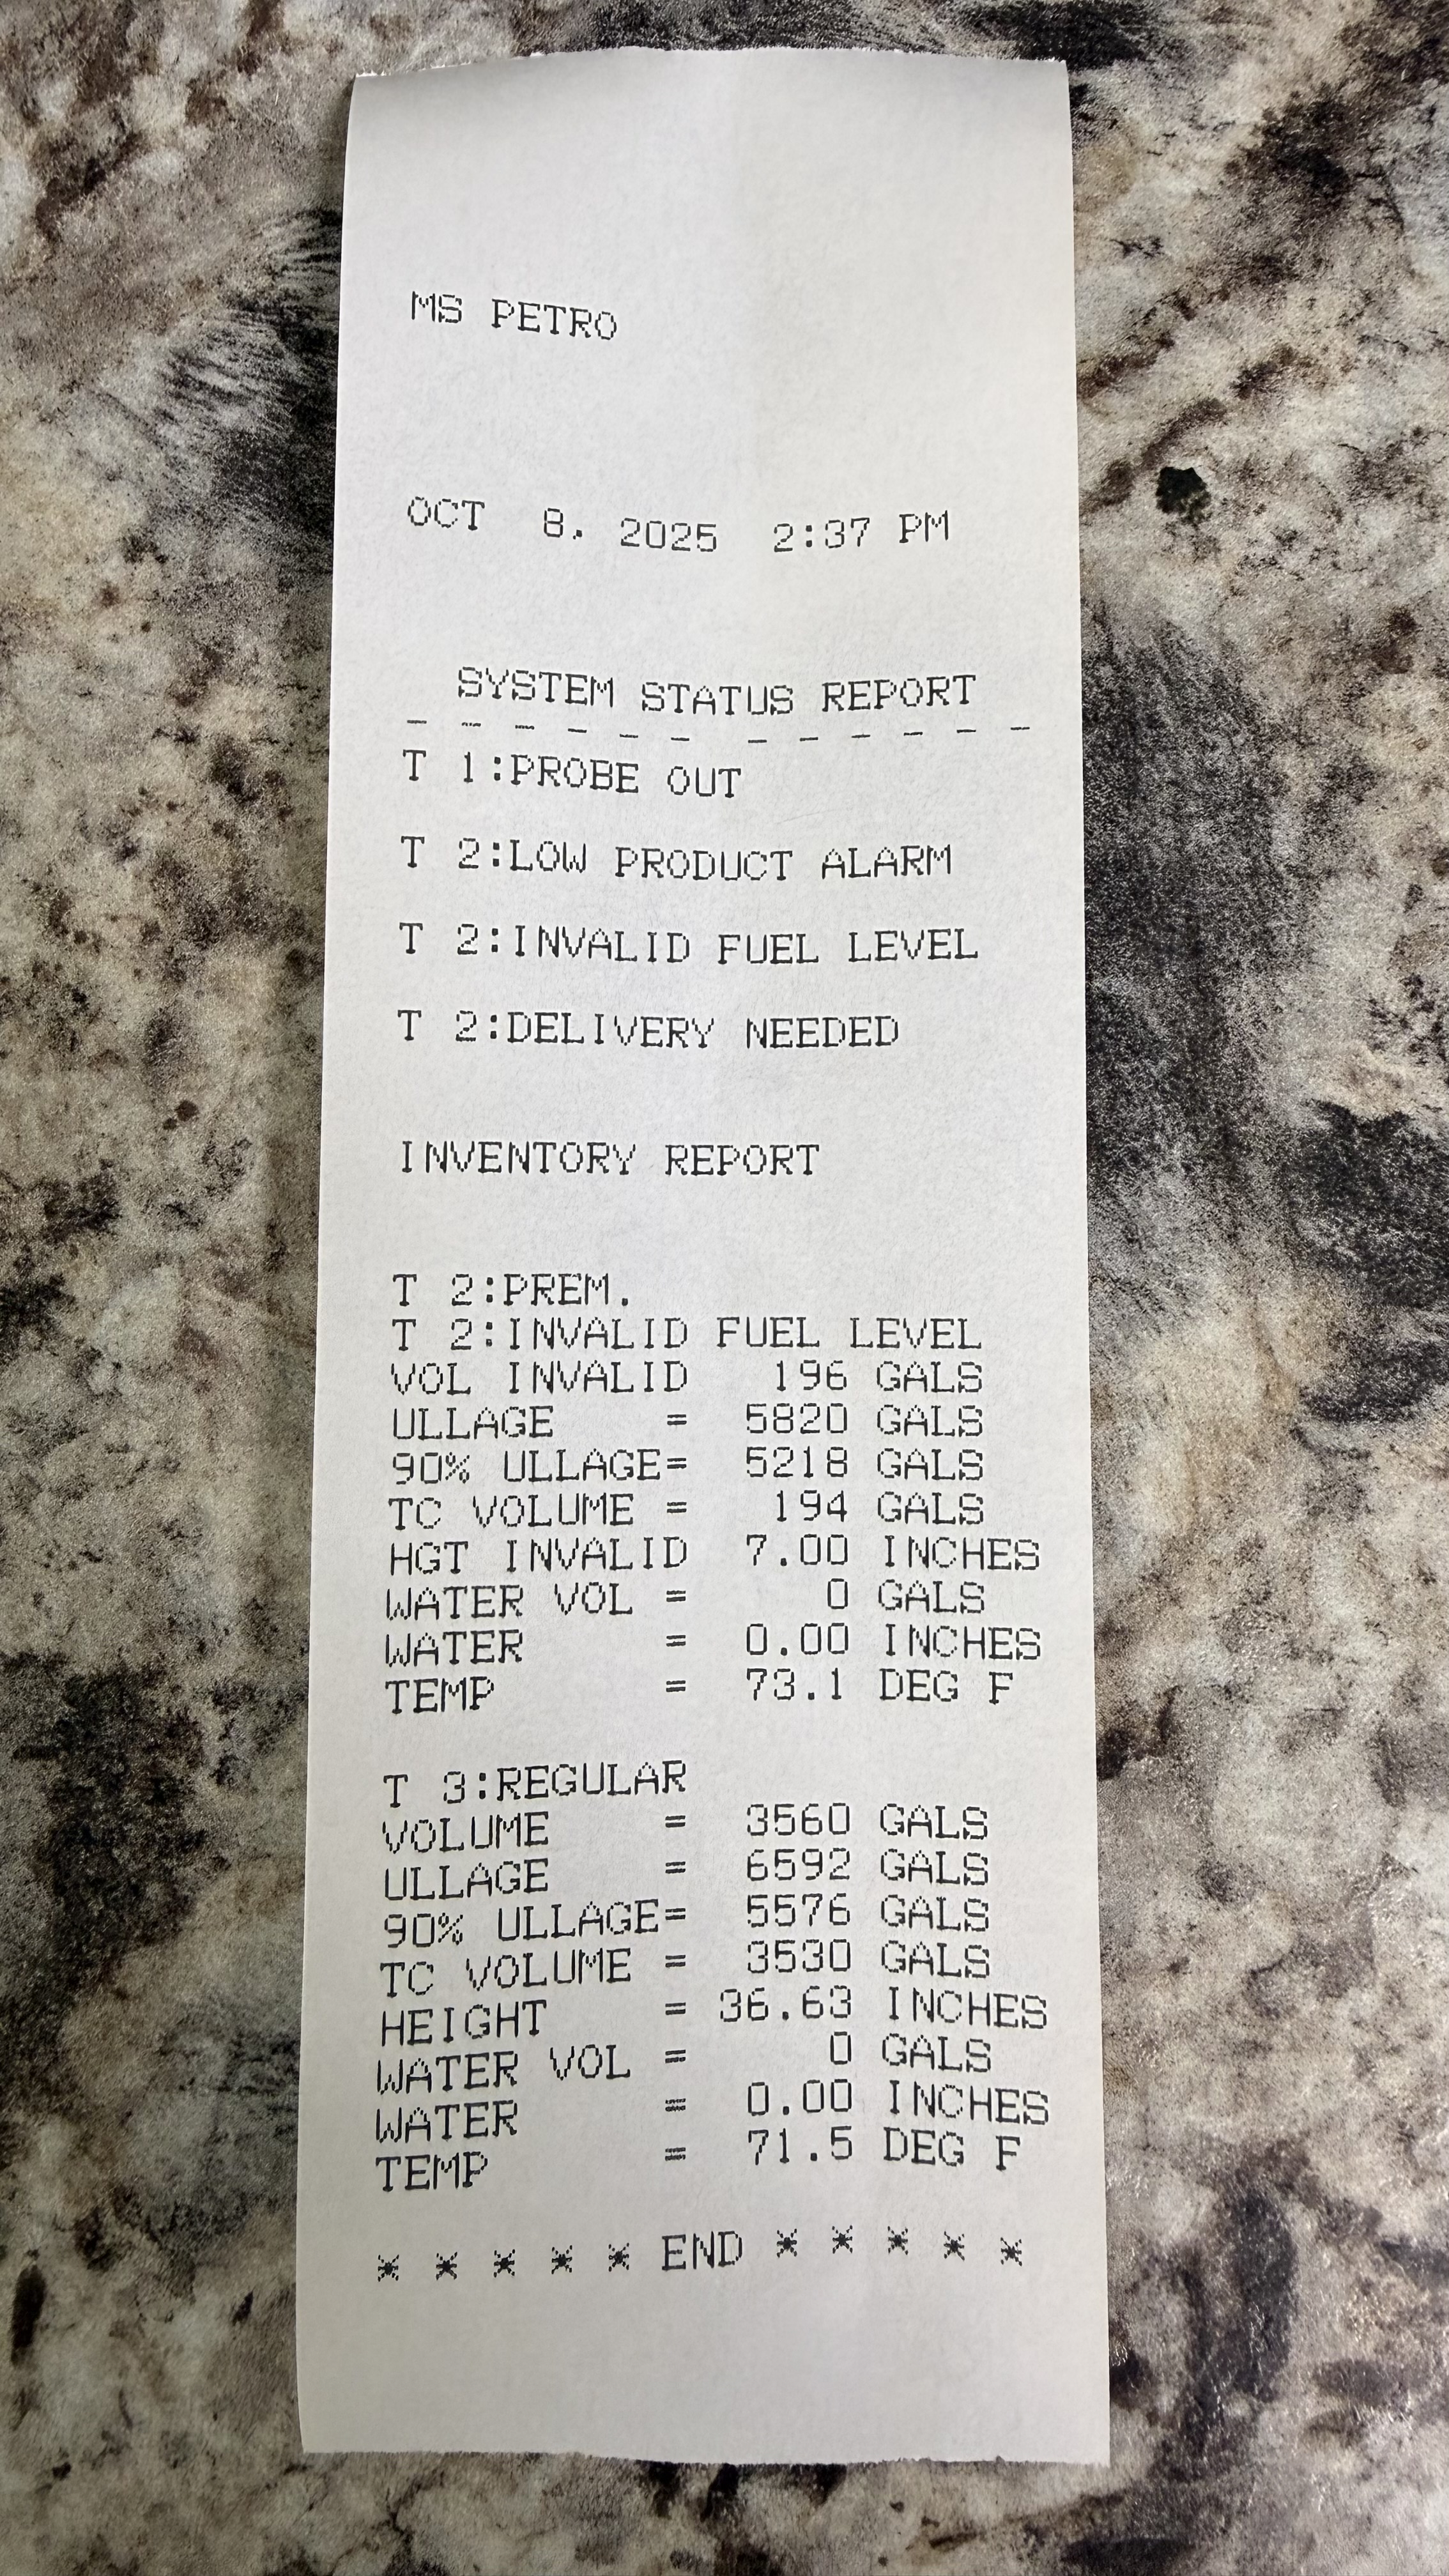 MS PETRO
OCT 8. 2025 2:37 PM
SYSTEM STATUS REPORT
- - - - - - - - - - - -
T 1:PROBE OUT
T 2:LOW PRODUCT ALARM
T 2:INVALID FUEL LEVEL
T 2:DELIVERY NEEDED
INVENTORY REPORT
T 2:PREM.
T 2:INVALID FUEL LEVEL
VOL INVALID 196 GALS
ULLAGE = 5820 GALS
90% ULLAGE= 5218 GALS
TC VOLUME = 194 GALS
HGT INVALID 7.00 INCHES
WATER VOL = 0 GALS
WATER = 0.00 INCHES
TEMP = 73.1 DEG F
T 3:REGULAR
VOLUME = 3560 GALS
ULLAGE = 6592 GALS
90% ULLAGE= 5576 GALS
TC VOLUME = 3530 GALS
HEIGHT = 36.63 INCHES
WATER VOL = 0 GALS
WATER = 0.00 INCHES
TEMP = 71.5 DEG F
* * * * * END * * * * *